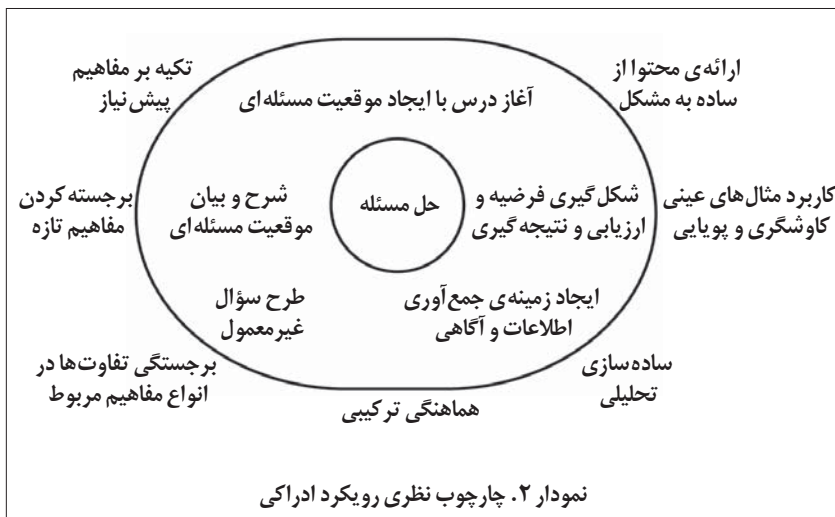 ارائه‌ی محتوا از
ساده به مشکل
تکیه بر مفاهیم
پیش‌نیاز
آغاز درس با ایجاد موقعیت مسئله‌ای
کاربرد مثال‌های عینی
کاوشگری و پویایی
شکل‌گیری فرضیه و
ارزیابی و نتیجه‌گیری
حل مسئله
شرح و بیان
موقعیت مسئله‌ای
برجسته کردن
مفاهیم تازه
ایجاد زمینه‌ی جمع‌آوری
اطلاعات و آگاهی
طرح سؤال
غیرمعمول
ساده‌سازی
تحلیلی
هماهنگی ترکیبی
برجستگی تفاوت‌ها در
انواع مفاهیم مربوط
نمودار ۲. چارچوب نظری رویکرد ادراکی